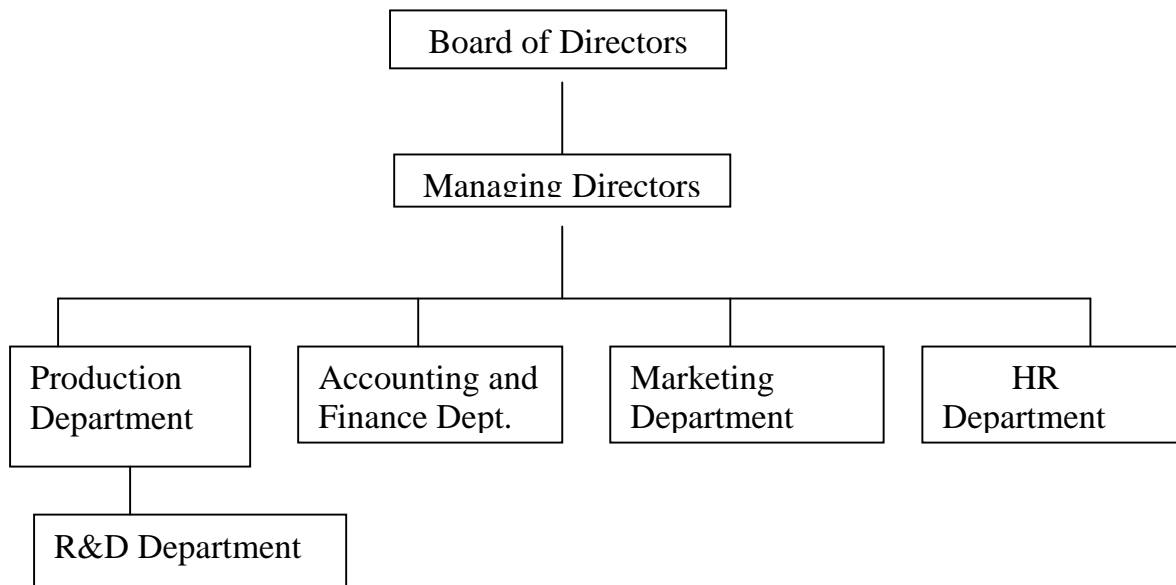 Board of Directors
Managing Directors
Production
Department
Accounting and
Finance Dept.
Marketing
Department
HR
Department
R&D Department